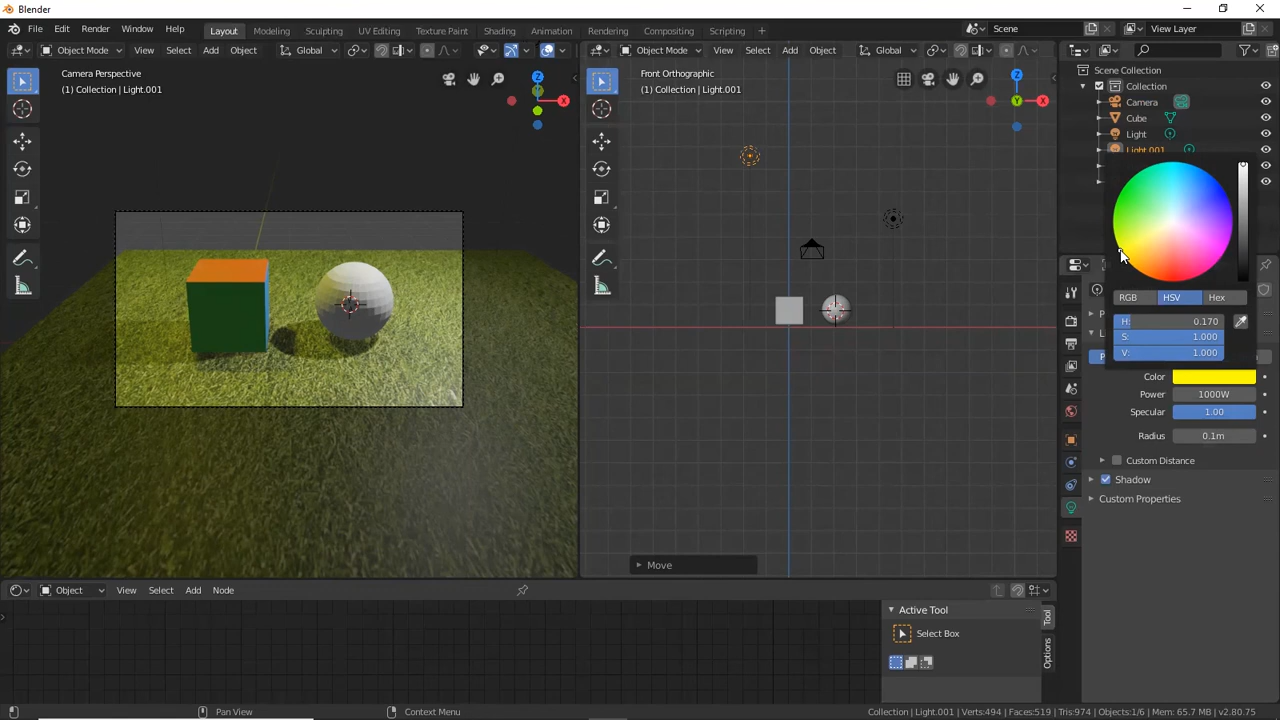 Blender
File Edit Render Window Help
Layout Modeling Sculpting UV Editing Texture Paint Shading Animation Rendering Compositing Scripting +
Scene
View Layer
Object Mode View Select Add Object Global
Object Mode View Select Add Object Global
Camera Perspective
(1) Collection | Light.001
Z
X
Front Orthographic
(1) Collection | Light.001
Z
Y
X
Scene Collection
Collection
Camera
Cube
Light
Light.001
RGB HSV Hex
H: 0.170
S: 1.000
V: 1.000
Color
Power 1000W
Specular 1.00
Radius 0.1m
Custom Distance
Shadow
Custom Properties
Move
Object View Select Add Node
Active Tool
Select Box
Tool
Options
Pan View
Context Menu
Collection | Light.001 | Verts:494 | Faces:519 | Tris:974 | Objects:1/6 | Mem: 65.7 MB | v2.80.75